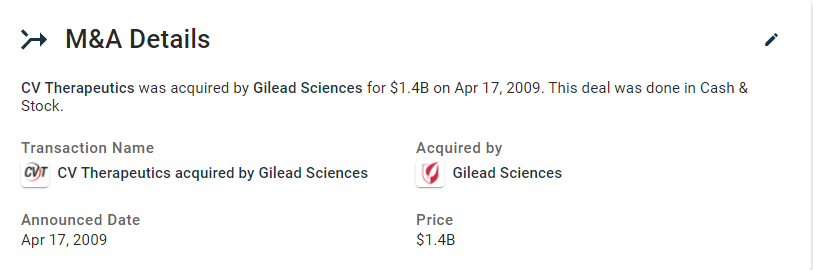 M&A Details
CV Therapeutics was acquired by Gilead Sciences for $1.4B on Apr 17, 2009. This deal was done in Cash &
Stock.
Transaction Name
CVT CV Therapeutics acquired by Gilead Sciences
Acquired by
Gilead Sciences
Announced Date
Apr 17, 2009
Price
$1.4B